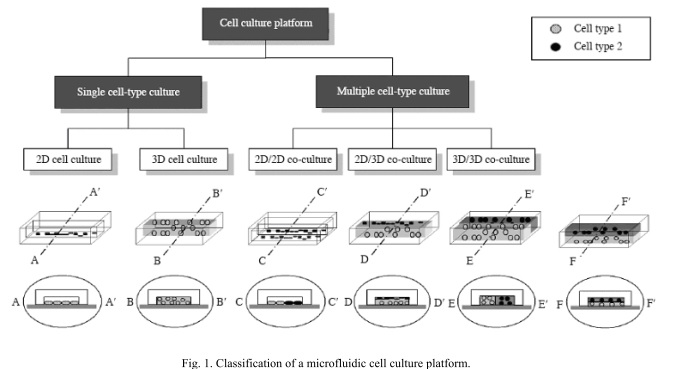 Cell culture platform
Cell type 1
Cell type 2
Single cell-type culture
Multiple cell-type culture
2D cell culture
3D cell culture
2D/2D co-culture
2D/3D co-culture
3D/3D co-culture
A'
B'
C'
D'
E'
F'
A
B
C
D
E
F
A A' B B' C C' D D' E E' F F'
Fig. 1. Classification of a microfluidic cell culture platform.